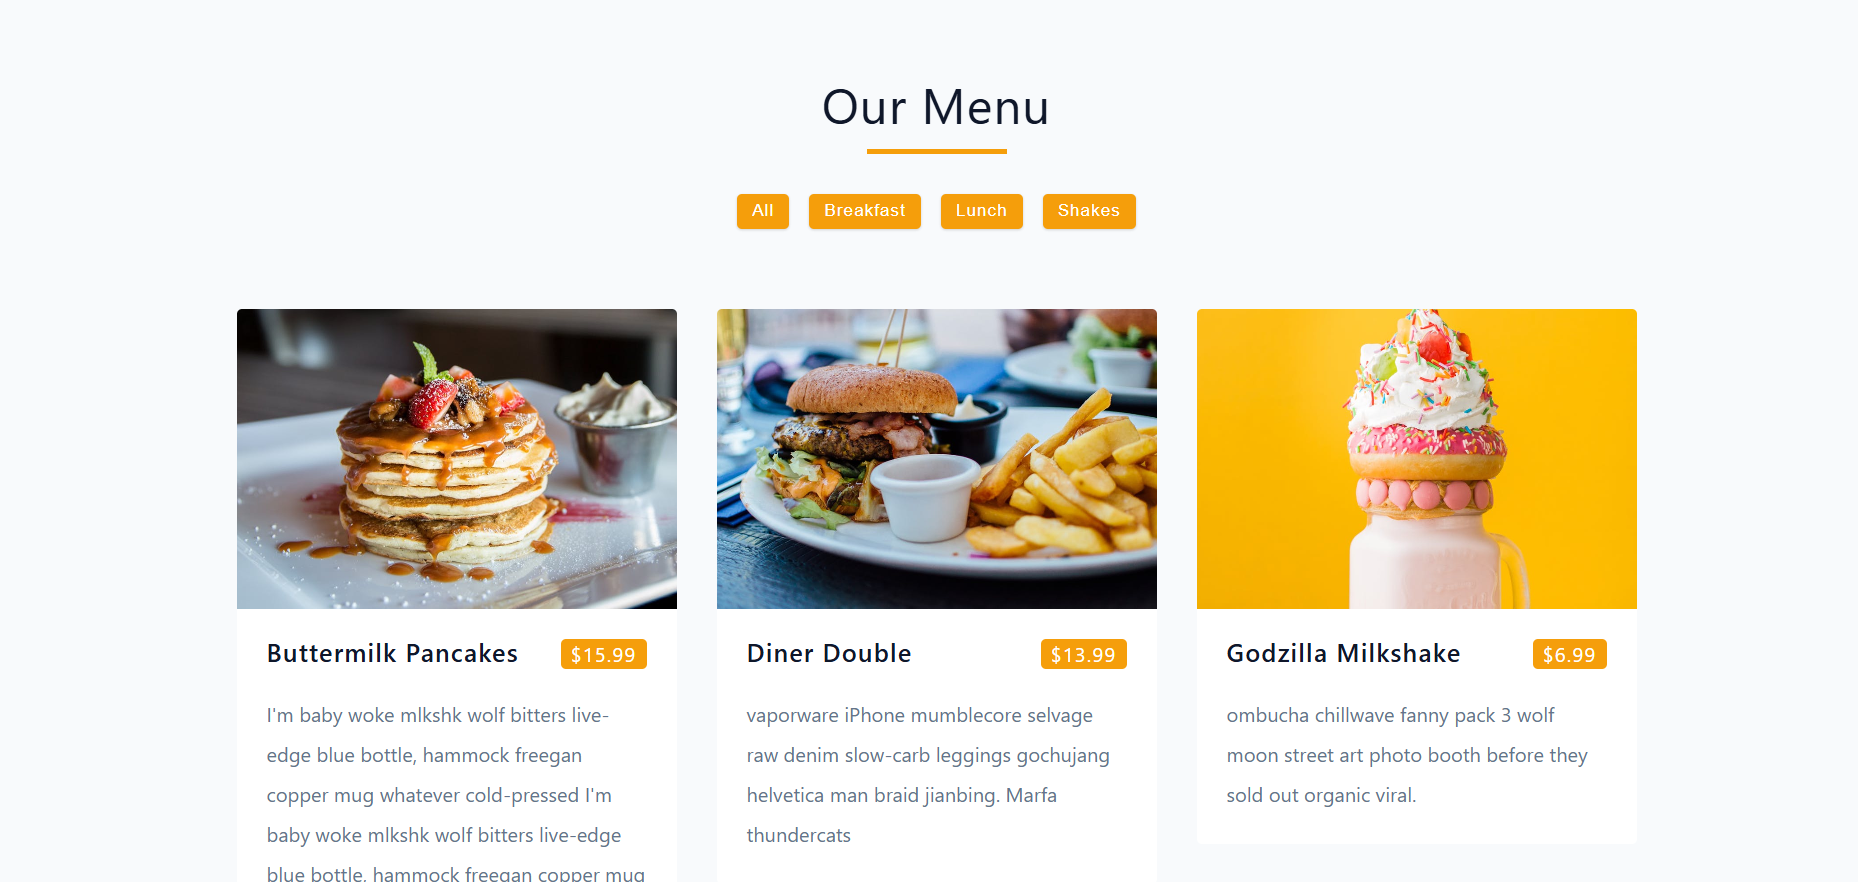 Our Menu
All Breakfast Lunch Shakes
Buttermilk Pancakes $15.99
I'm baby woke mlkshk wolf bitters live-
edge blue bottle, hammock freegan
copper mug whatever cold-pressed I'm
baby woke mlkshk wolf bitters live-edge
blue bottle, hammock freegan copper mug
Diner Double $13.99
vaporware iPhone mumblecore selvage
raw denim slow-carb leggings gochujang
helvetica man braid jianbing. Marfa
thundercats
Godzilla Milkshake $6.99
ombucha chillwave fanny pack 3 wolf
moon street art photo booth before they
sold out organic viral.